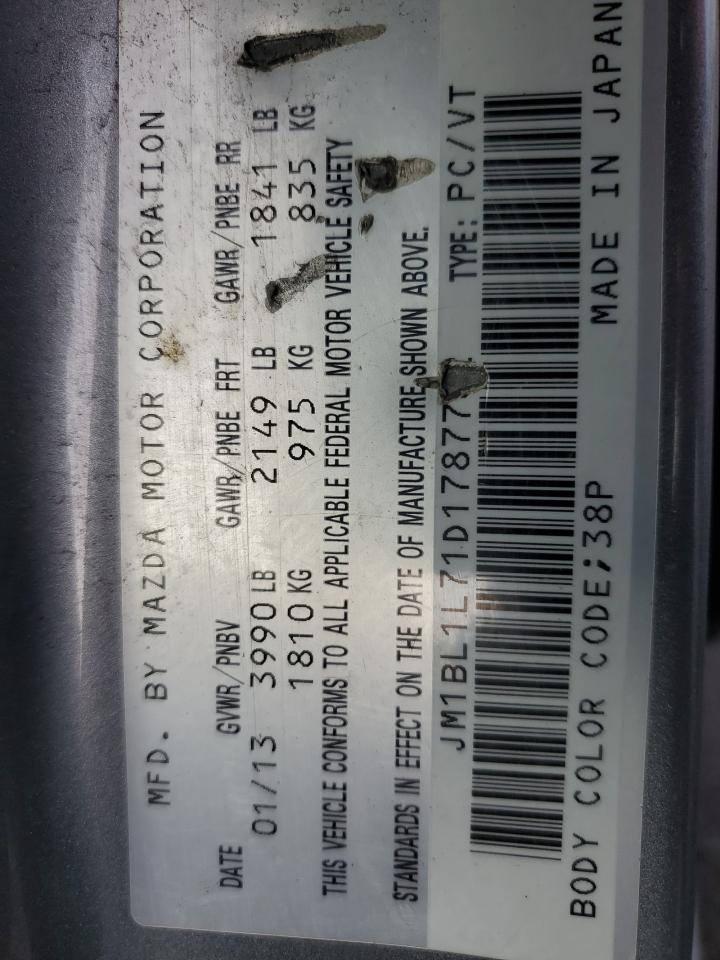 MFD. BY MAZDA MOTOR CORPORATION
DATE GVWR/PNBV GAWR/PNBE FRT GAWR/PNBE RR
01/13 3990 LB 2149 LB 1841 LB
1810 KG 975 KG 835 KG
THIS VEHICLE CONFORMS TO ALL APPLICABLE FEDERAL MOTOR VEHICLE SAFETY
STANDARDS IN EFFECT ON THE DATE OF MANUFACTURE SHOWN ABOVE.
JM1BL1L71D17877 TYPE: PC/VT
BODY COLOR CODE;38P MADE IN JAPAN